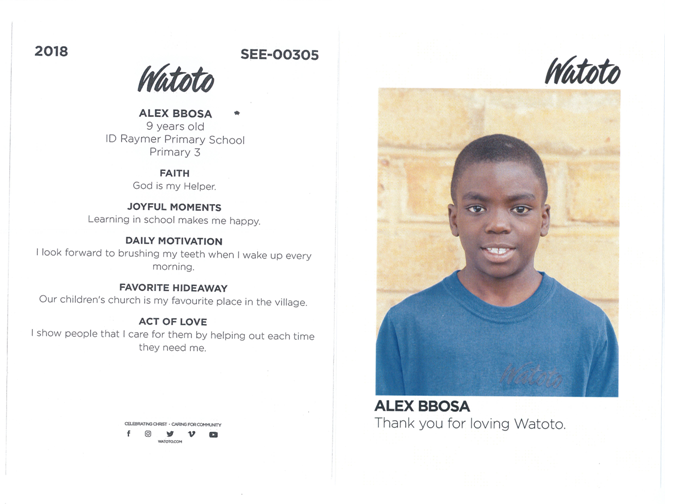 2018
SEE-00305
Watoto
ALEX BBOSA
9 years old
ID Raymer Primary School
Primary 3
FAITH
God is my Helper.
JOYFUL MOMENTS
Learning in school makes me happy.
DAILY MOTIVATION
I look forward to brushing my teeth when I wake up every
morning.
FAVORITE HIDEAWAY
Our children's church is my favourite place in the village.
ACT OF LOVE
I show people that I care for them by helping out each time
they need me.
CELEBRATING CHRIST - CARING FOR COMMUNITY
WATOTO.COM
Watoto
Watoto
ALEX BBOSA
Thank you for loving Watoto.